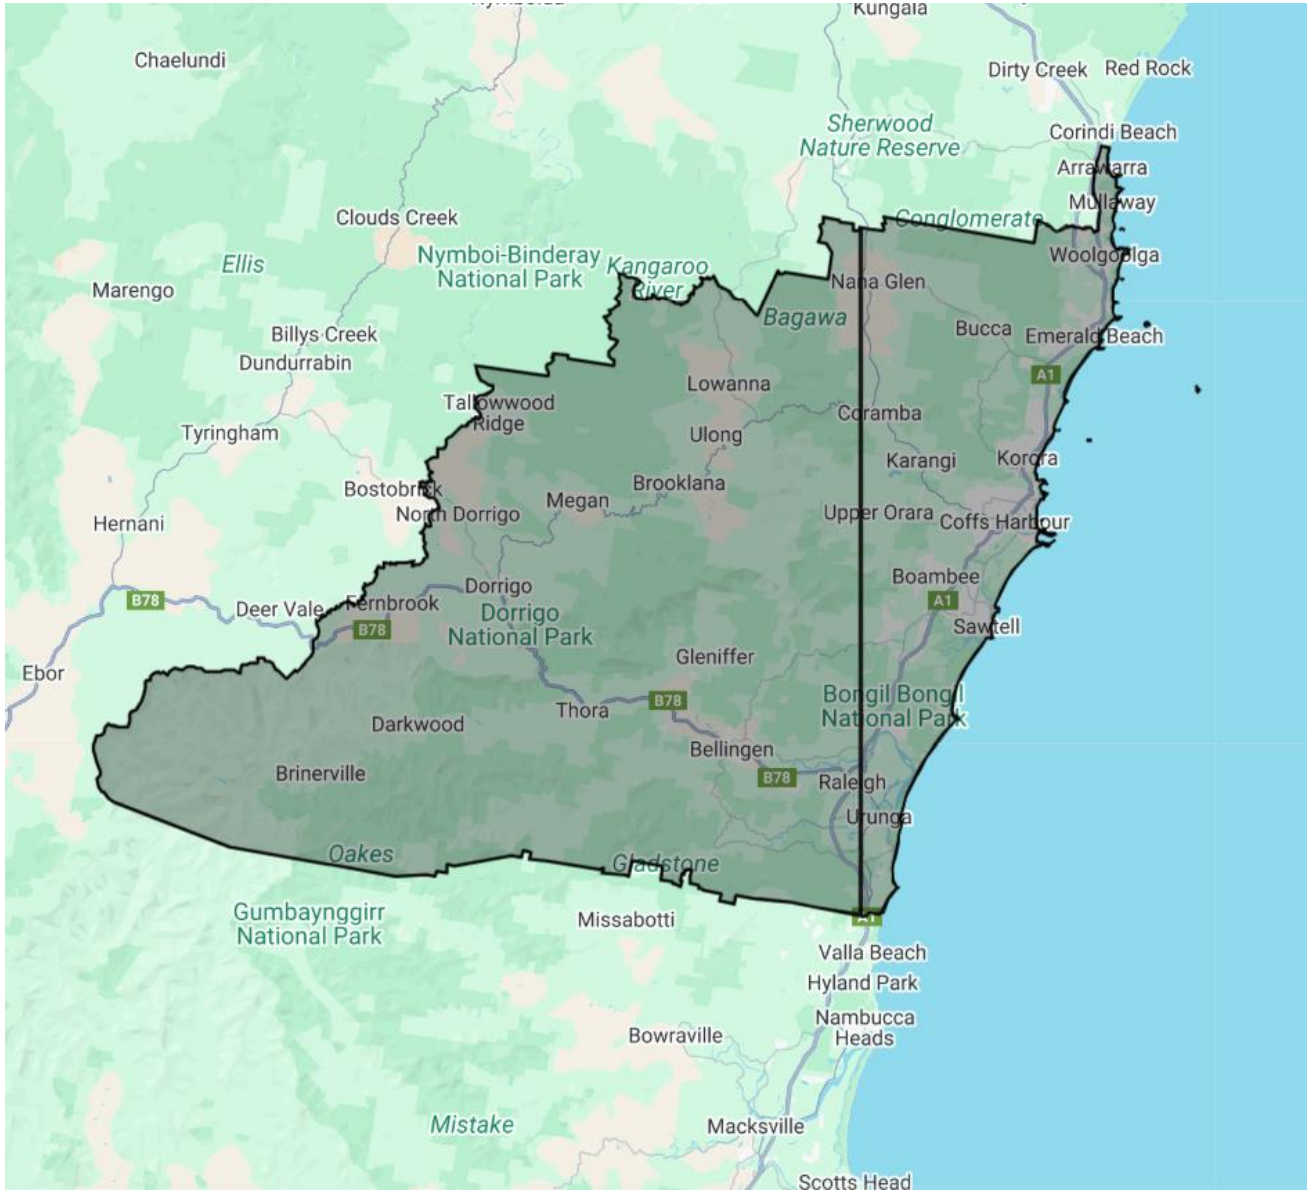 Kungala
Chaelundi
Dirty Creek
Red Rock
Corindi Beach
Sherwood
Nature Reserve
Arrawarra
Mullaway
Clouds Creek
Conglomerate
Nymboi-Binderay
National Park
Kangaroo
River
Woolgoolga
Ellis
Marengo
Nana Glen
Bagawa
Bucca
Emerald Beach
Billys Creek
Dundurrabin
A1
Lowanna
Tallowwood
Ridge
Coramba
Tyringham
Ulong
Karangi
Korora
Brooklana
Bostobrick
Megan
North Dorrigo
Upper Orara
Coffs Harbour
Hernani
Boambee
Dorrigo
B78
Deer Vale
Fernbrook
A1
Dorrigo
National Park
B78
Sawtell
Gleniffer
Ebor
Bongil Bongil
National Park
B78
Thora
Darkwood
Bellingen
Brinerville
B78
Raleigh
Urunga
Oakes
Gladstone
Gumbaynggirr
National Park
Missabotti
A1
Valla Beach
Hyland Park
Nambucca
Heads
Bowraville
Mistake
Macksville
Scotts Head